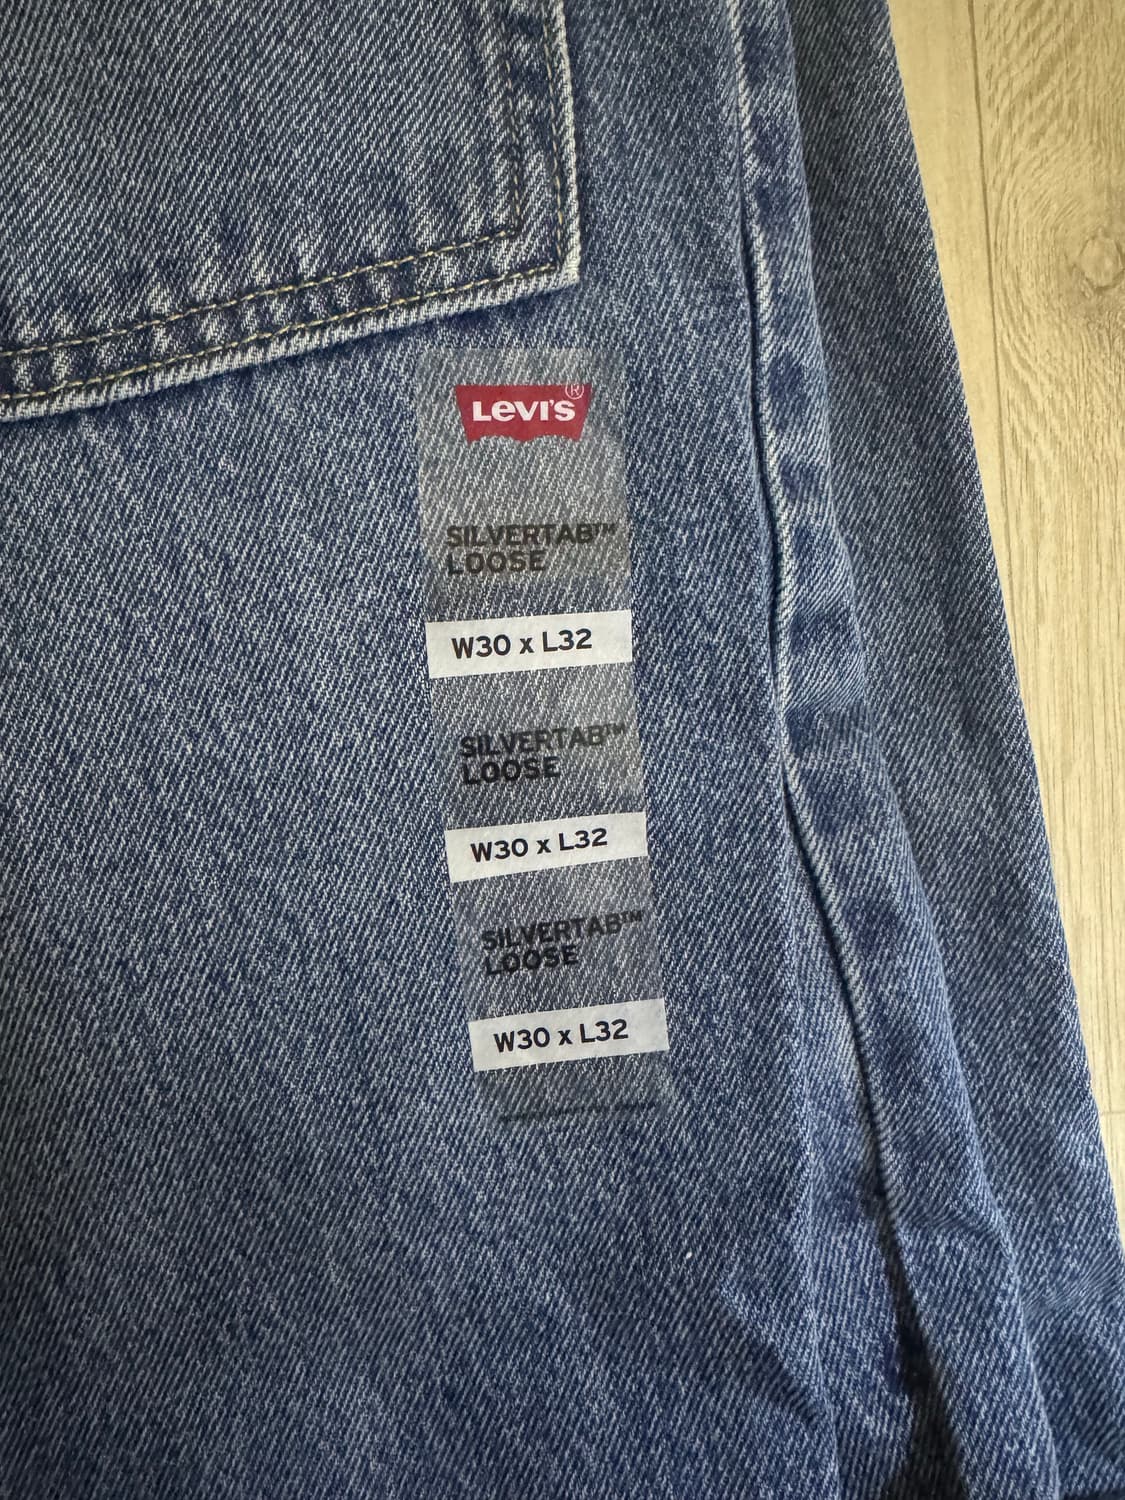 Levi's®
SILVERTAB™
LOOSE
W30 x L32
SILVERTAB™
LOOSE
W30 x L32
SILVERTAB™
LOOSE
W30 x L32